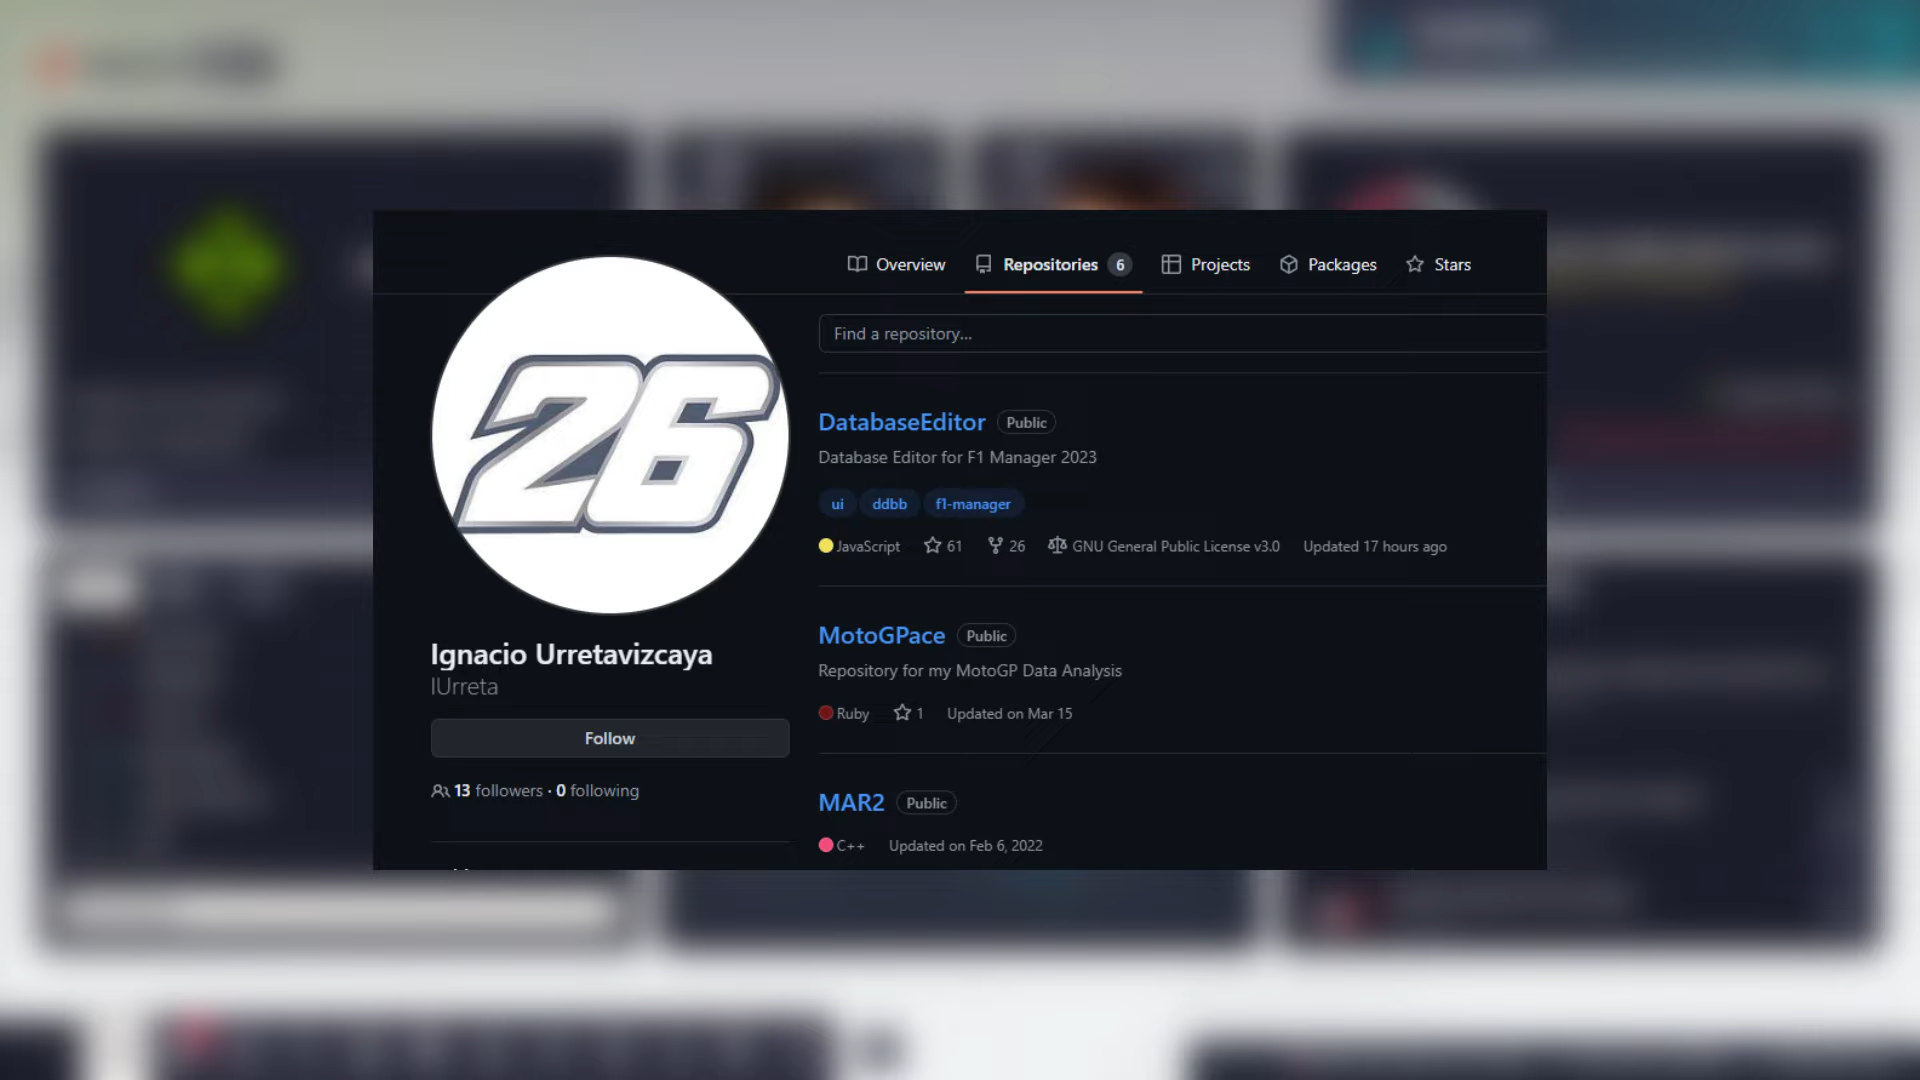 Overview Repositories 6 Projects Packages Stars
Find a repository...
26
DatabaseEditor Public
Database Editor for F1 Manager 2023
ui ddbb f1-manager
JavaScript 61 26 GNU General Public License v3.0 Updated 17 hours ago
MotoGPace Public
Repository for my MotoGP Data Analysis
Ruby 1 Updated on Mar 15
MAR2 Public
C++ Updated on Feb 6, 2022
Ignacio Urretavizcaya
IUrreta
Follow
13 followers · 0 following